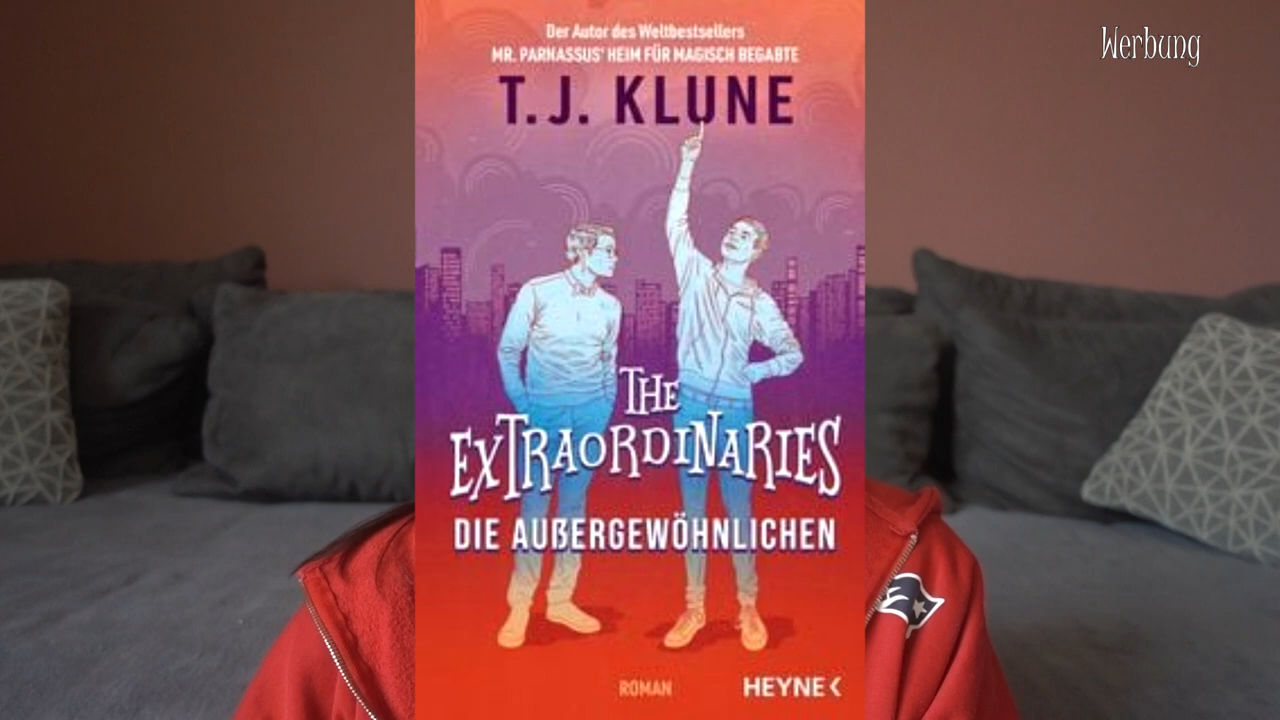 Der Autor des Weltbestsellers
MR. PARNASSUS' HEIM FÜR MAGISCH BEGABTE
T.J. KLUNE
THE
EXTRAORDINARIES
DIE AUßERGEWÖHNLICHEN
ROMAN
HEYNE
Werbung